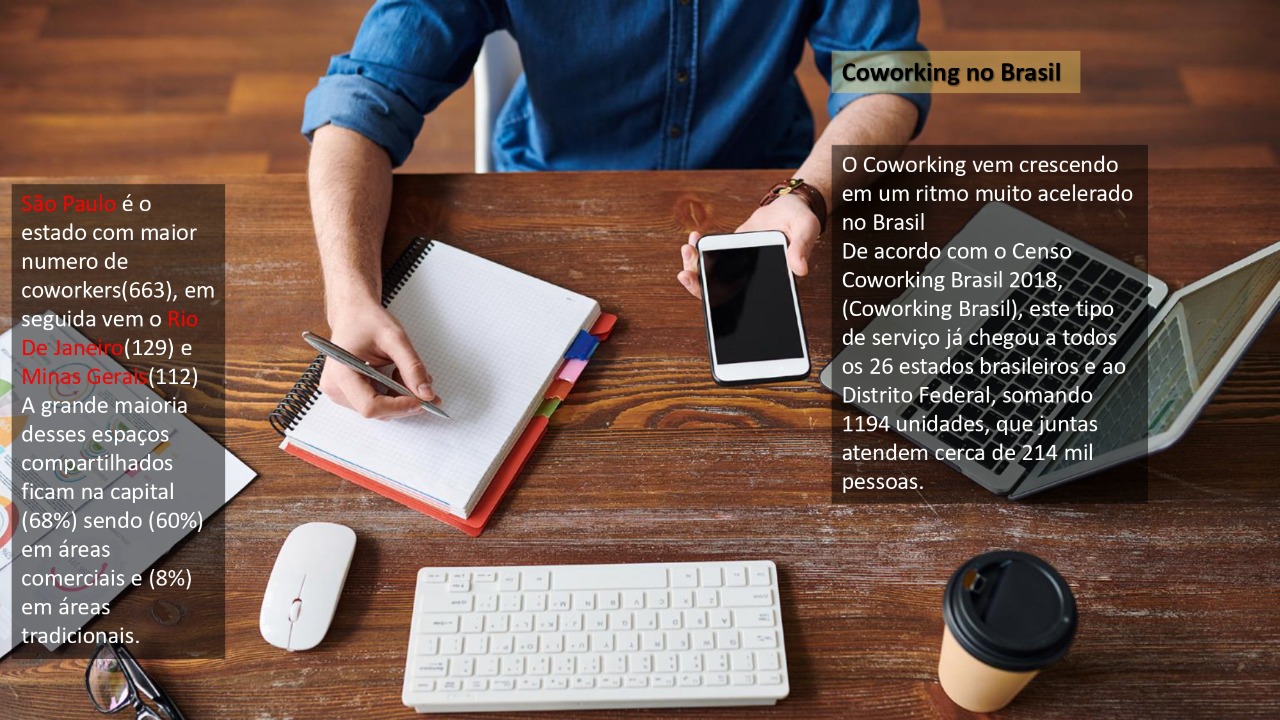 Coworking no Brasil
O Coworking vem crescendo
em um ritmo muito acelerado
no Brasil
De acordo com o Censo
Coworking Brasil 2018,
(Coworking Brasil), este tipo
de serviço já chegou a todos
os 26 estados brasileiros e ao
Distrito Federal, somando
1194 unidades, que juntas
atendem cerca de 214 mil
pessoas.
São Paulo é o
estado com maior
numero de
coworkers(663), em
seguida vem o Rio
De Janeiro(129) e
Minas Gerais(112)
A grande maioria
desses espaços
compartilhados
ficam na capital
(68%) sendo (60%)
em áreas
comerciais e (8%)
em áreas
tradicionais.